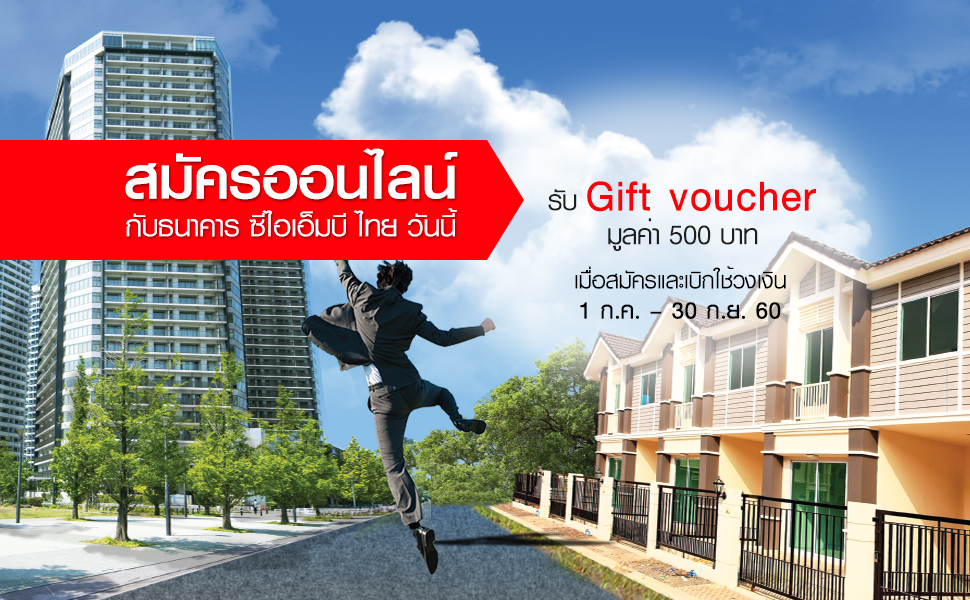 สมัครออนไลน์
กับธนาคาร ซีไอเอ็มบี ไทย วันนี้
รับ Gift voucher
มูลค่า 500 บาท
เมื่อสมัครและเบิกใช้วงเงิน
1 ก.ค. – 30 ก.ย. 60